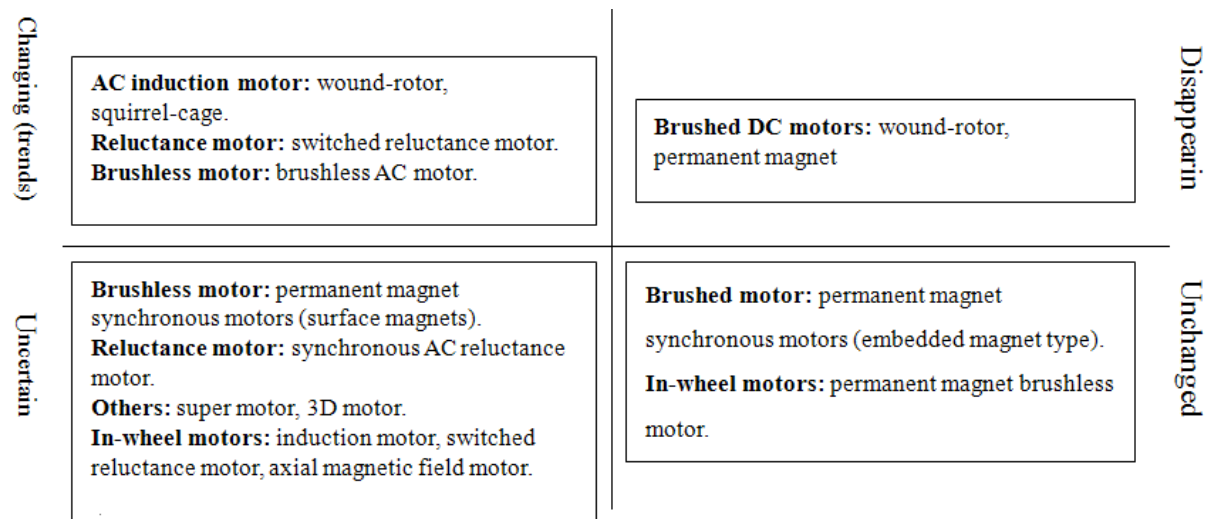 Changing (trends)
AC induction motor: wound-rotor,
squirrel-cage.
Reluctance motor: switched reluctance motor.
Brushless motor: brushless AC motor.
Disappearin
Brushed DC motors: wound-rotor,
permanent magnet
Uncertain
Brushless motor: permanent magnet
synchronous motors (surface magnets).
Reluctance motor: synchronous AC reluctance
motor.
Others: super motor, 3D motor.
In-wheel motors: induction motor, switched
reluctance motor, axial magnetic field motor.
Unchanged
Brushed motor: permanent magnet
synchronous motors (embedded magnet type).
In-wheel motors: permanent magnet brushless
motor.